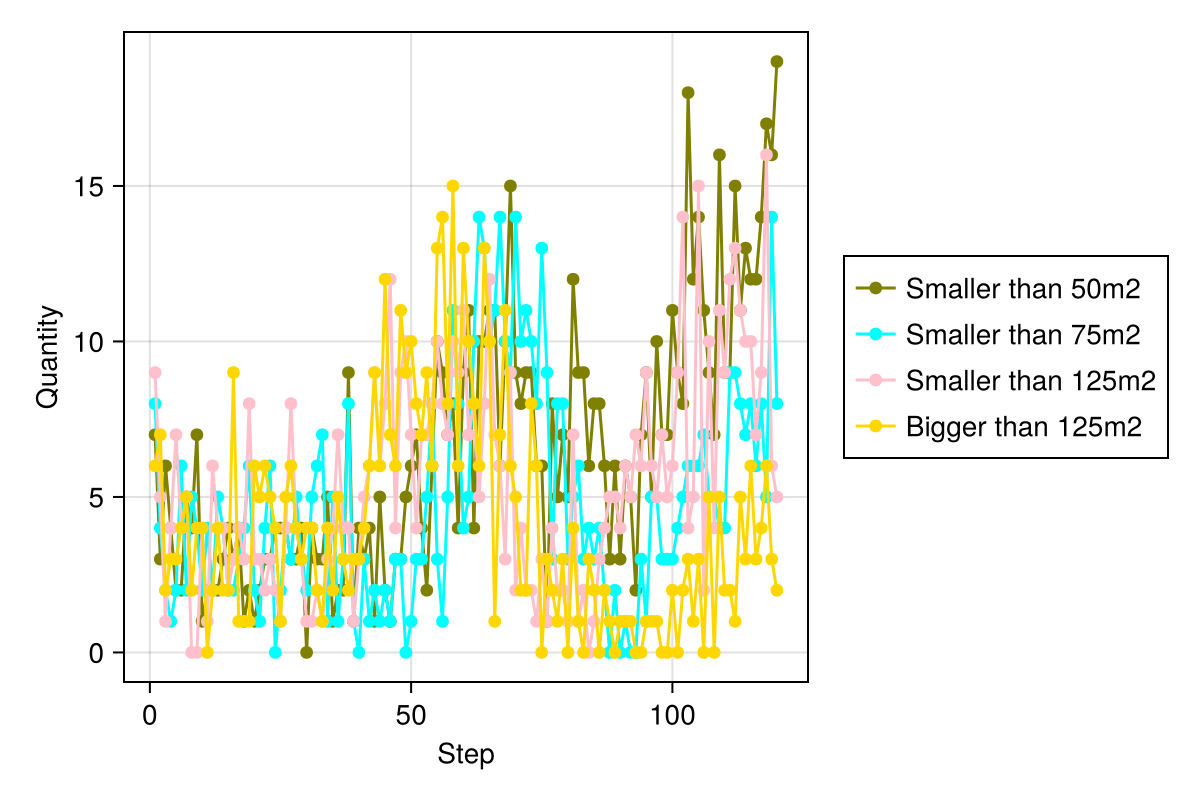 15
10
5
0
Quantity
0
50
100
Step
Smaller than 50m2
Smaller than 75m2
Smaller than 125m2
Bigger than 125m2